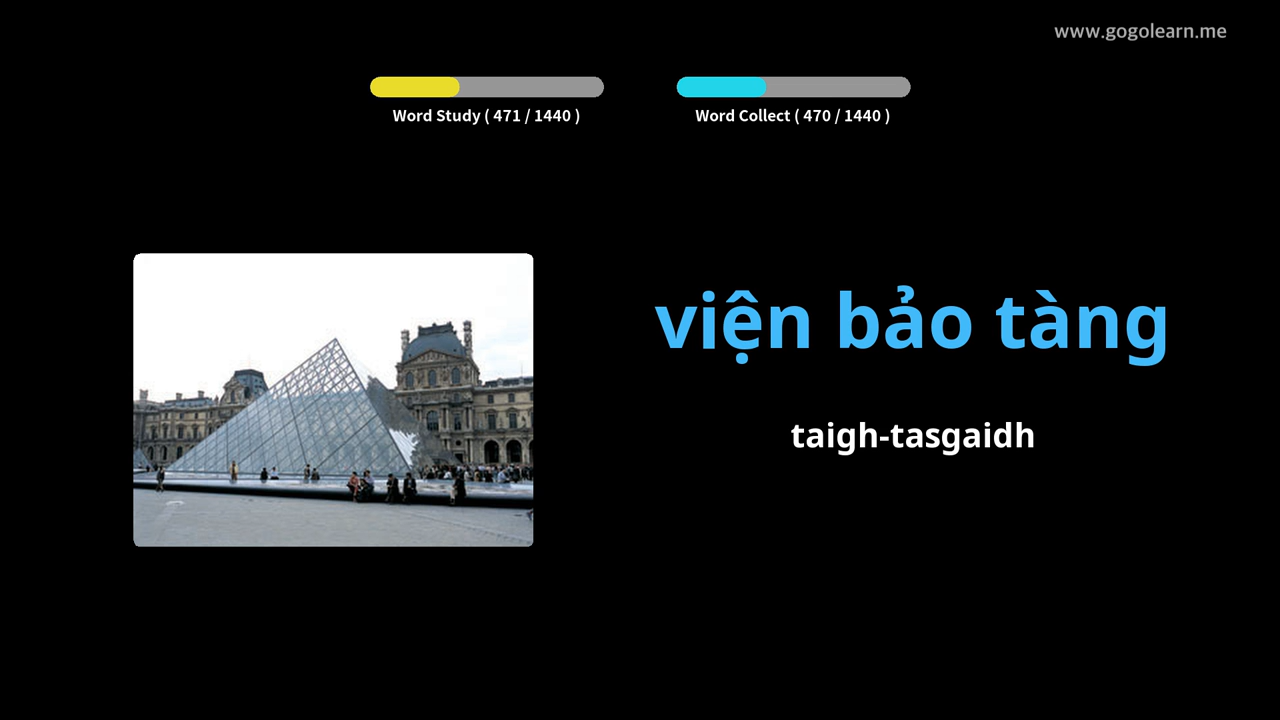 www.gogolearn.me
Word Study ( 471 / 1440 )
Word Collect ( 470 / 1440 )
viện bảo tàng
taigh-tasgaidh